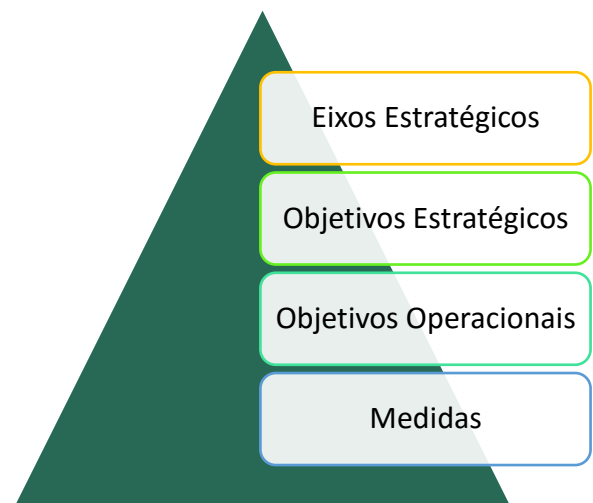 Eixos Estratégicos
Objetivos Estratégicos
Objetivos Operacionais
Medidas